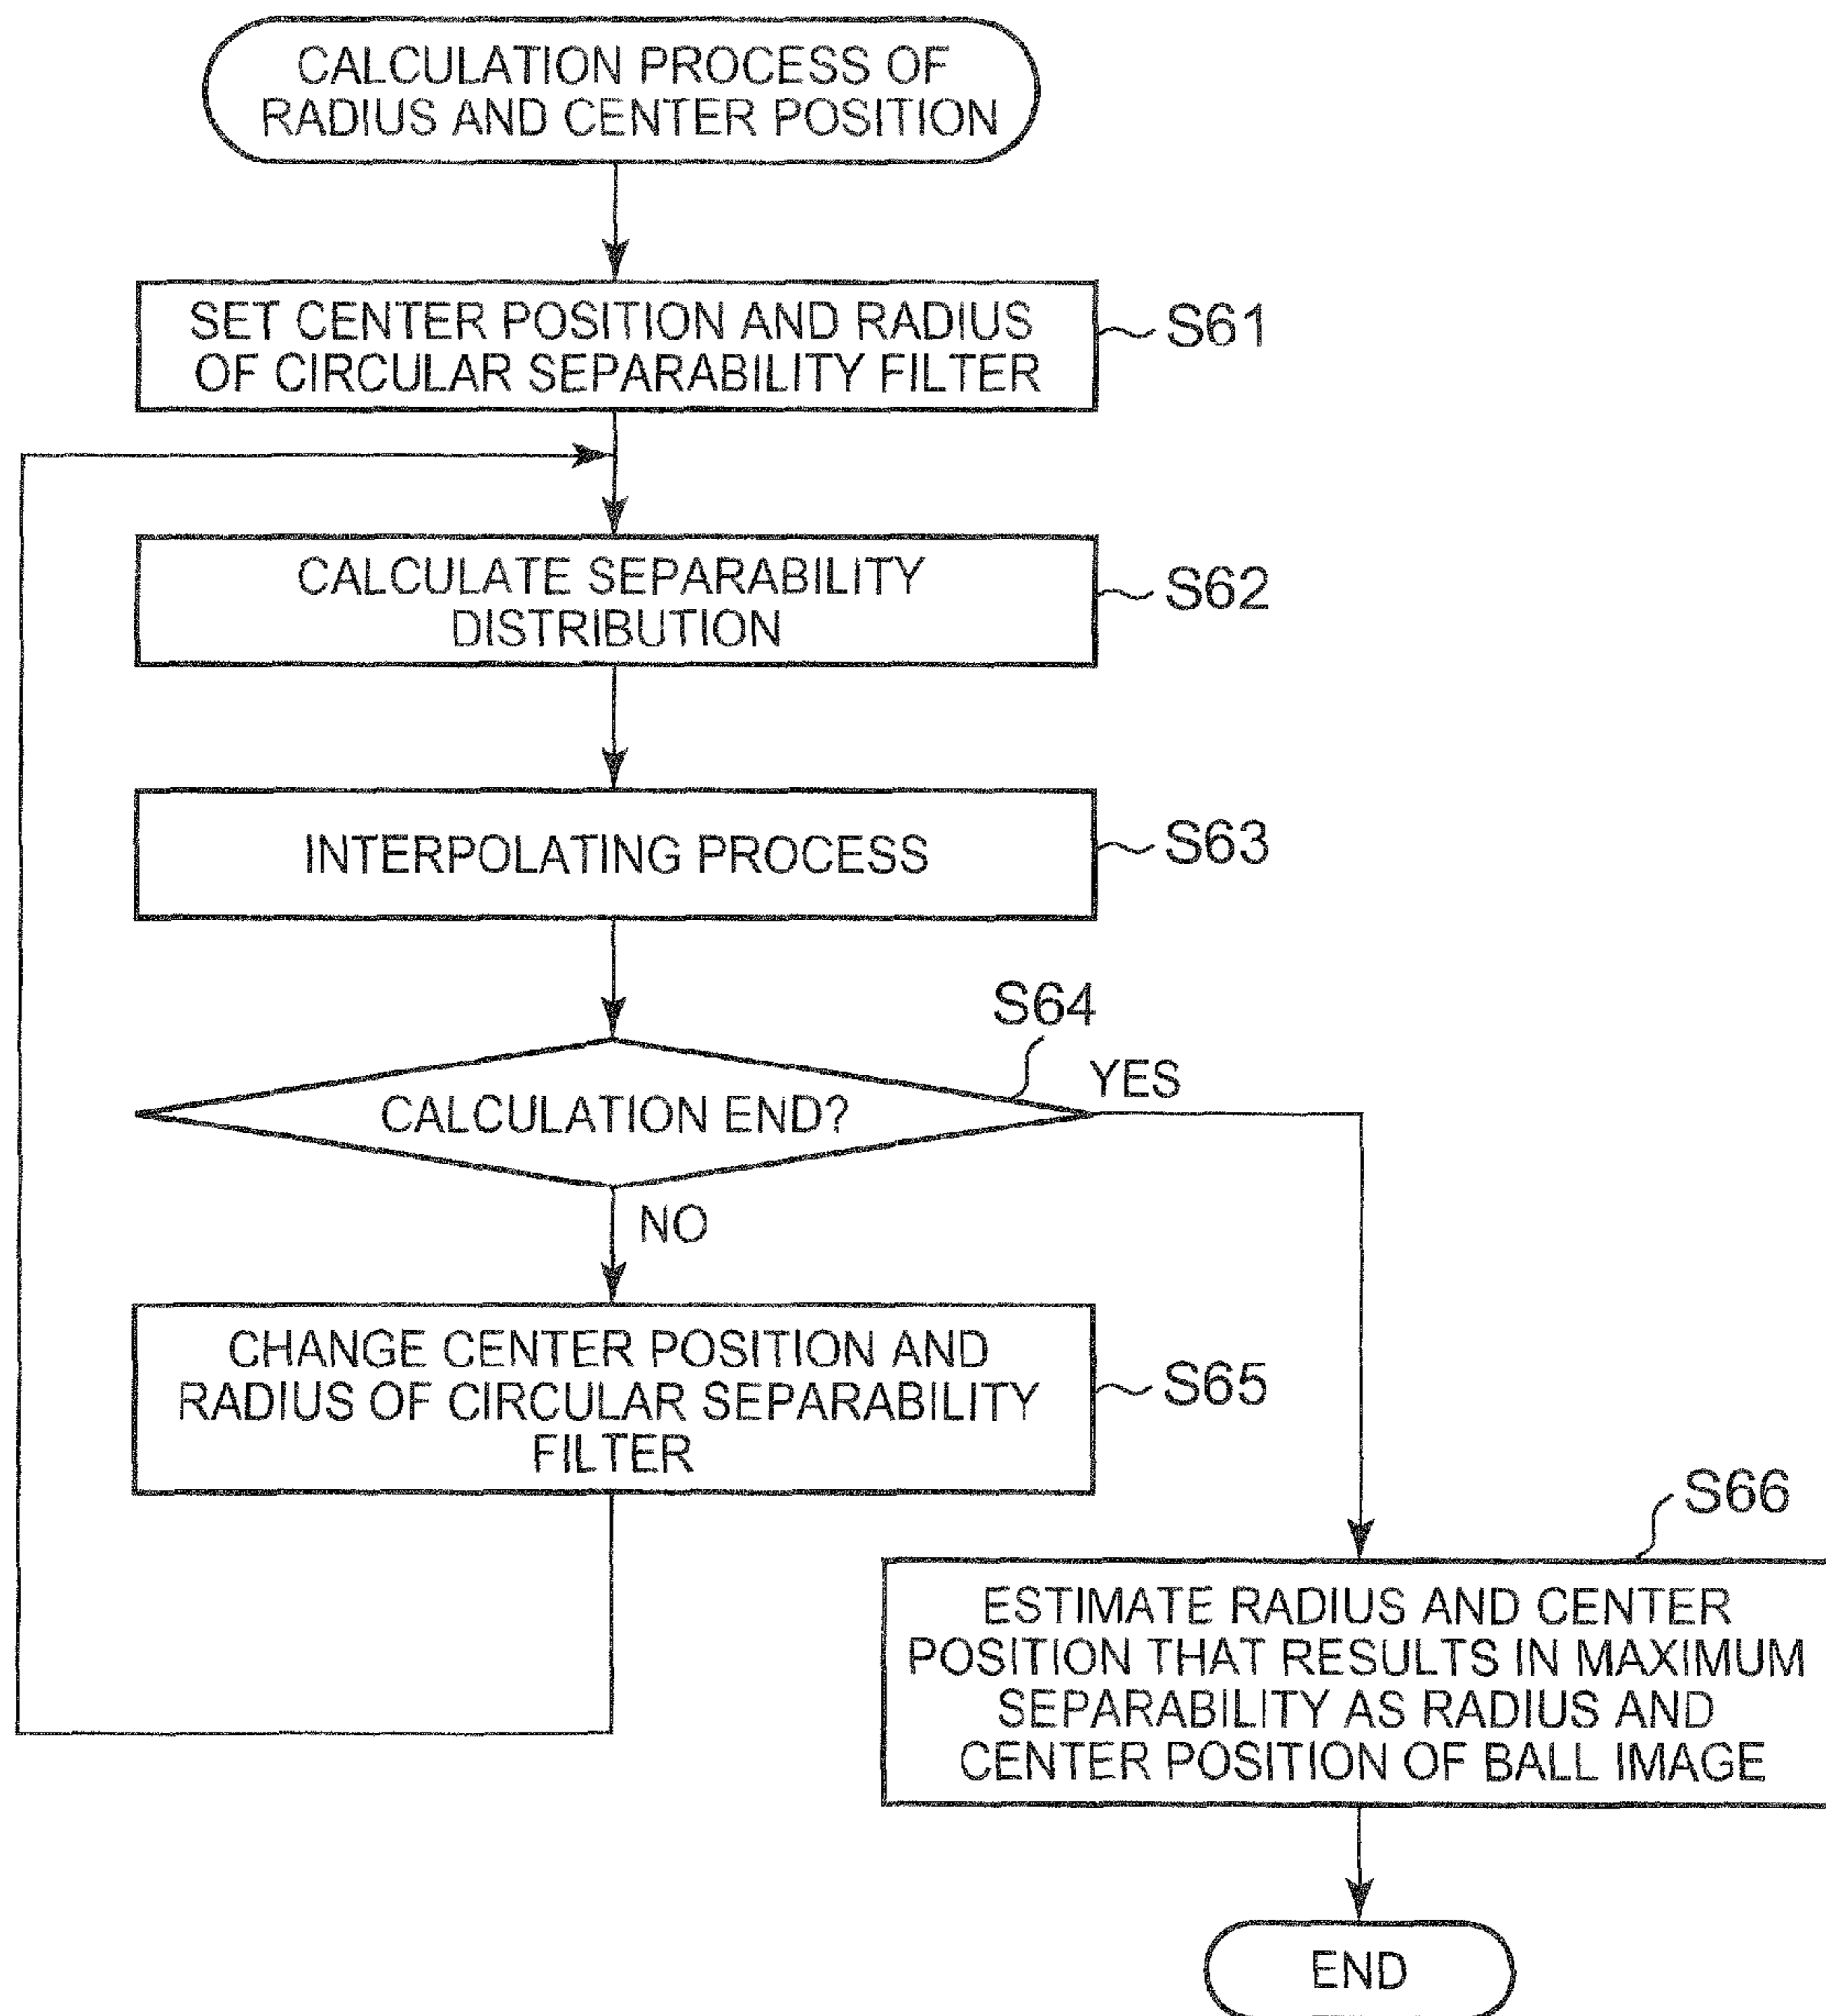 CALCULATION PROCESS OF
RADIUS AND CENTER POSITION
SET CENTER POSITION AND RADIUS
OF CIRCULAR SEPARABILITY FILTER
S61
CALCULATE SEPARABILITY
DISTRIBUTION
S62
INTERPOLATING PROCESS
S63
S64
CALCULATION END?
YES
NO
CHANGE CENTER POSITION AND
RADIUS OF CIRCULAR SEPARABILITY
FILTER
S65
S66
ESTIMATE RADIUS AND CENTER
POSITION THAT RESULTS IN MAXIMUM
SEPARABILITY AS RADIUS AND
CENTER POSITION OF BALL IMAGE
END